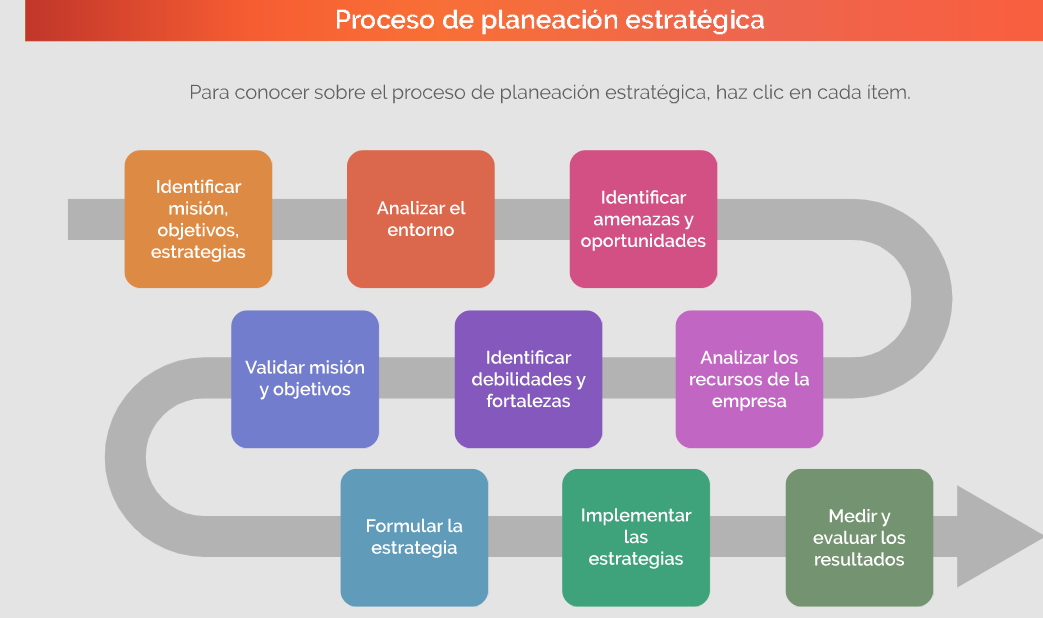 Proceso de planeación estratégica
Para conocer sobre el proceso de planeación estratégica, haz clic en cada ítem.
Identificar
misión,
objetivos,
estrategias
Analizar el
entorno
Identificar
amenazas y
oportunidades
Analizar los
recursos de la
empresa
Identificar
debilidades y
fortalezas
Validar misión
y objetivos
Formular la
estrategia
Implementar
las
estrategias
Medir y
evaluar los
resultados